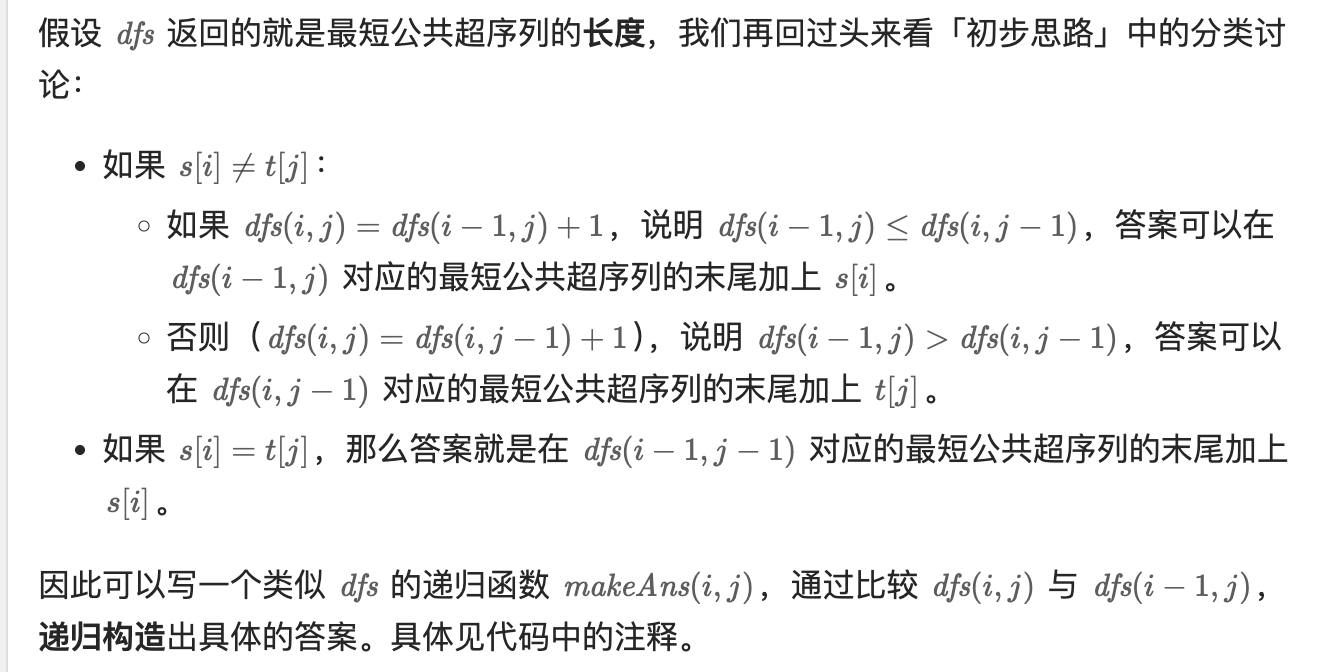 假设 dfs 返回的就是最短公共超序列的长度，我们再回过头来看「初步思路」中的分类讨
论：
• 如果 s[i] ≠ t[j]：
◦ 如果 dfs(i, j) = dfs(i − 1, j) + 1，说明 dfs(i − 1, j) ≤ dfs(i, j − 1)，答案可以在
dfs(i − 1, j) 对应的最短公共超序列的末尾加上 s[i]。
◦ 否则（dfs(i, j) = dfs(i, j − 1) + 1），说明 dfs(i − 1, j) > dfs(i, j − 1)，答案可以
在 dfs(i, j − 1) 对应的最短公共超序列的末尾加上 t[j]。
• 如果 s[i] = t[j]，那么答案就是在 dfs(i − 1, j − 1) 对应的最短公共超序列的末尾加上
s[i]。
因此可以写一个类似 dfs 的递归函数 makeAns(i, j)，通过比较 dfs(i, j) 与 dfs(i − 1, j)，
递归构造出具体的答案。具体见代码中的注释。